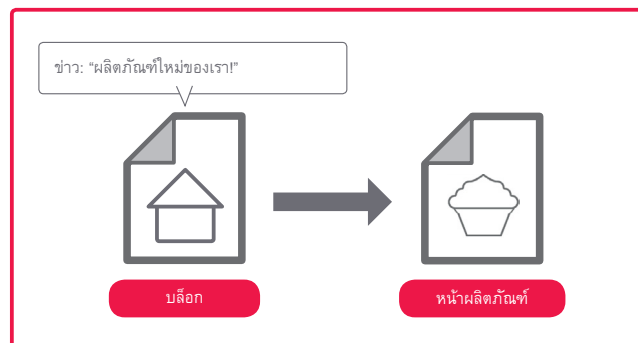 ข่าว: “ผลิตภัณฑ์ใหม่ของเรา!”
บล็อก
หน้าผลิตภัณฑ์